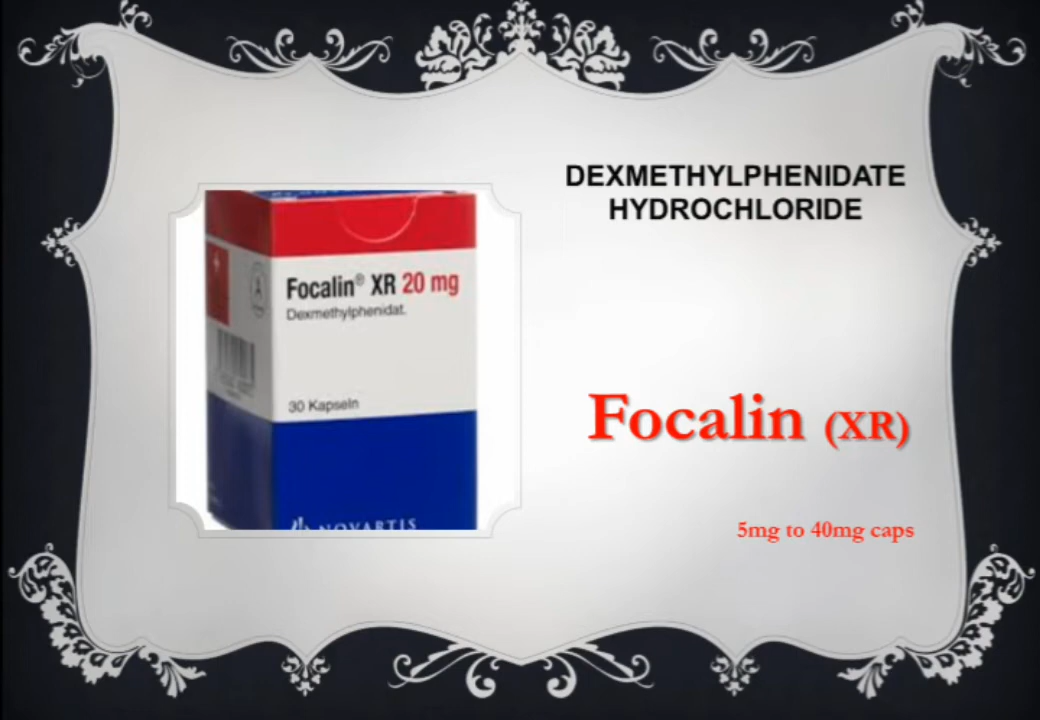 DEXMETHYLPHENIDATE
HYDROCHLORIDE
Focalin® XR 20 mg
Dexmethylphenidat.
30 Kapseln
NOVARTIS
Focalin (XR)
5mg to 40mg caps